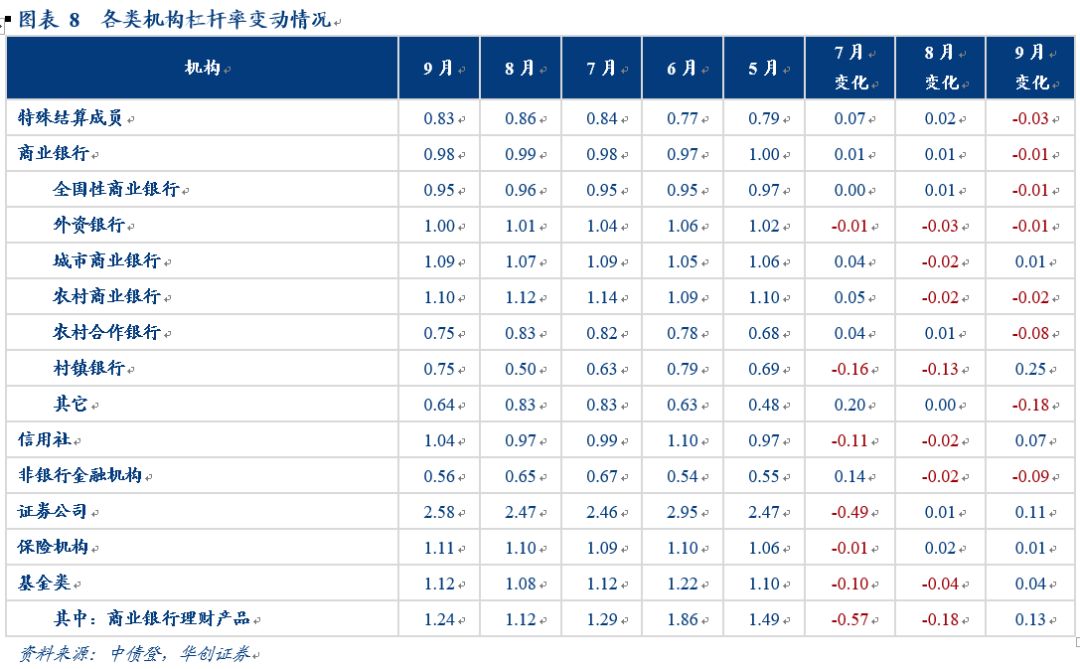 图表 8 各类机构杠杆率变动情况
机构 9月 8月 7月 6月 5月 7月变化 8月变化 9月变化
特殊结算成员 0.83 0.86 0.84 0.77 0.79 0.07 0.02 -0.03
商业银行 0.98 0.99 0.98 0.97 1.00 0.01 0.01 -0.01
全国性商业银行 0.95 0.96 0.95 0.95 0.97 0.00 0.01 -0.01
外资银行 1.00 1.01 1.04 1.06 1.02 -0.01 -0.03 -0.01
城市商业银行 1.09 1.07 1.09 1.05 1.06 0.04 -0.02 0.01
农村商业银行 1.10 1.12 1.14 1.09 1.10 0.05 -0.02 -0.02
农村合作银行 0.75 0.83 0.82 0.78 0.68 0.04 0.01 -0.08
村镇银行 0.75 0.50 0.63 0.79 0.69 -0.16 -0.13 0.25
其它 0.64 0.83 0.83 0.63 0.48 0.20 0.00 -0.18
信用社 1.04 0.97 0.99 1.10 0.97 -0.11 -0.02 0.07
非银行金融机构 0.56 0.65 0.67 0.54 0.55 0.14 -0.02 -0.09
证券公司 2.58 2.47 2.46 2.95 2.47 -0.49 0.01 0.11
保险机构 1.11 1.10 1.09 1.10 1.06 -0.01 0.02 0.01
基金类 1.12 1.08 1.12 1.22 1.10 -0.10 -0.04 0.04
其中：商业银行理财产品 1.24 1.12 1.29 1.86 1.49 -0.57 -0.18 0.13
资料来源：中债登，华创证券